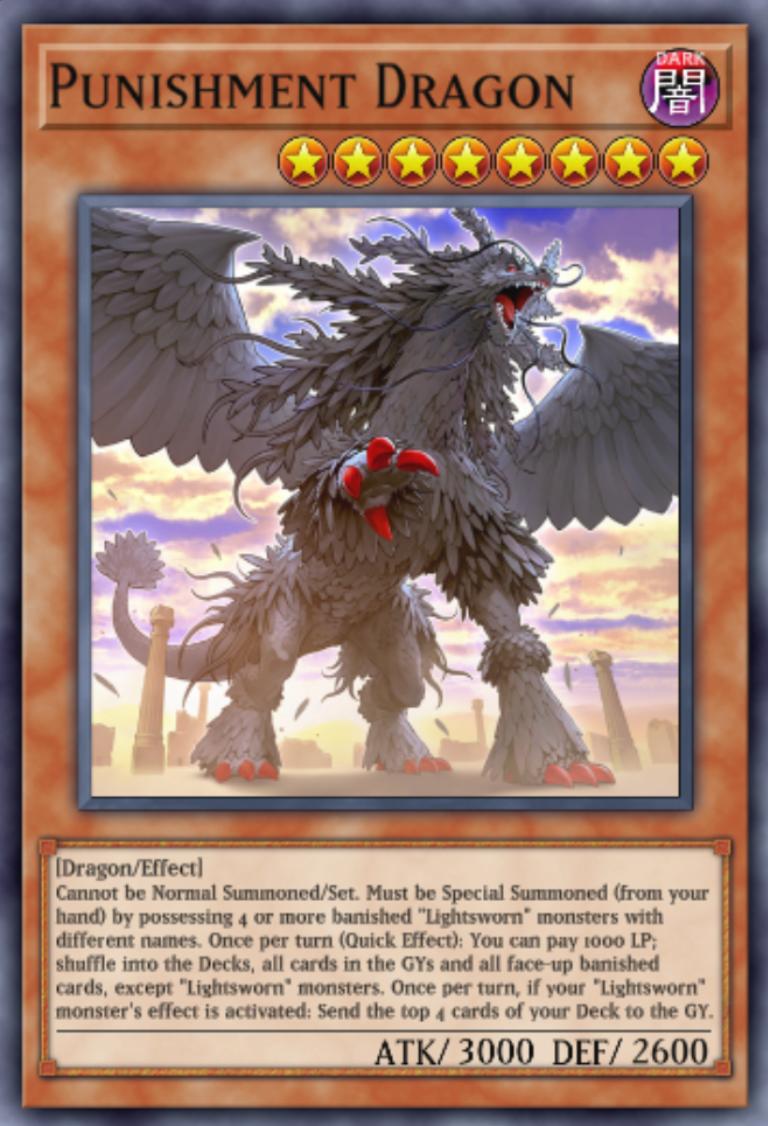 Punishment Dragon
DARK
闇
[Dragon/Effect]
Cannot be Normal Summoned/Set. Must be Special Summoned (from your
hand) by possessing 4 or more banished "Lightsworn" monsters with
different names. Once per turn (Quick Effect): You can pay 1000 LP;
shuffle into the Decks, all cards in the GYs and all face-up banished
cards, except "Lightsworn" monsters. Once per turn, if your "Lightsworn"
monster's effect is activated: Send the top 4 cards of your Deck to the GY.
ATK/ 3000 DEF/ 2600